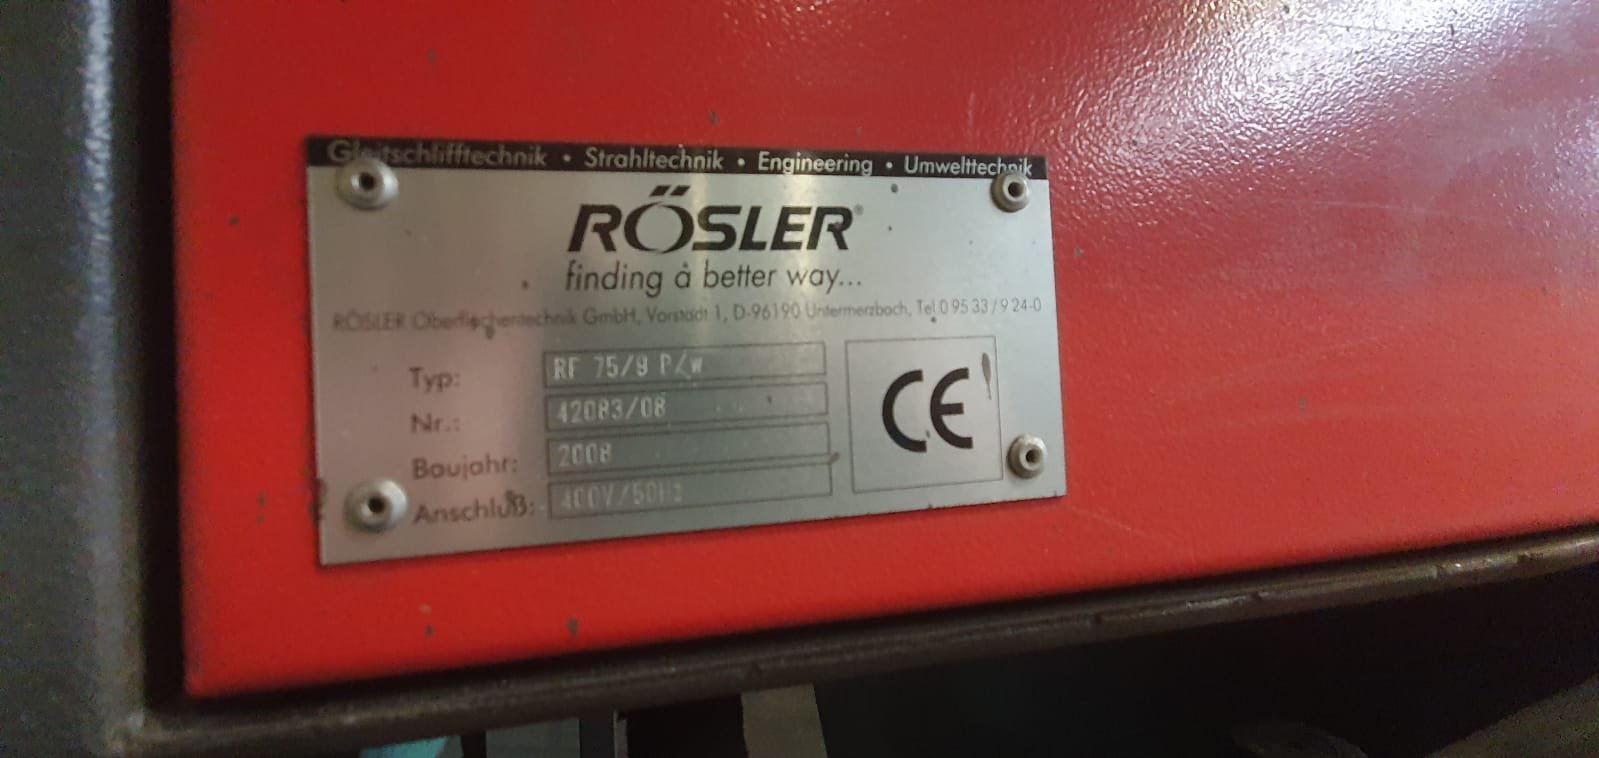 Gleitschlifftechnik • Strahltechnik • Engineering • Umwelttechnik
RÖSLER®
finding a better way...
RÖSLER Oberflächentechnik GmbH, Vorstadt 1, D-96190 Untermerzbach, Tel.0 95 33/9 24-0
Typ: RF 75/9 P/W
Nr.: 42083/08
Baujahr: 2008
Anschluß: 400V/50Hz
CE